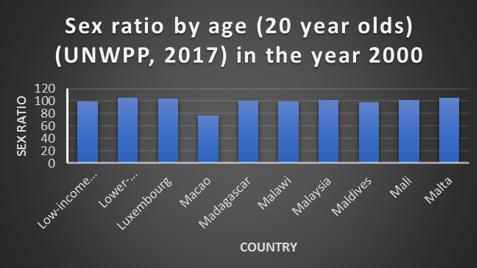 Sex ratio by age (20 year olds)
(UNWPP, 2017) in the year 2000
SEX RATIO
120
100
80
60
40
20
0
Low-income...
Lower-...
Luxembourg
Macao
Madagascar
Malawi
Malaysia
Maldives
Mali
Malta
COUNTRY